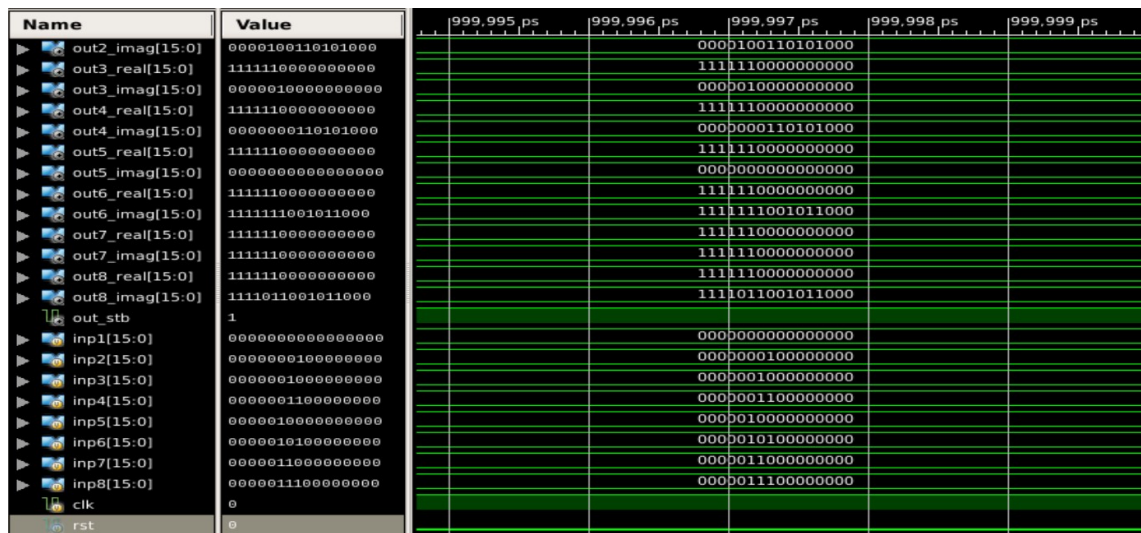 Name Value 999,995 ps 999,996 ps 999,997 ps 999,998 ps 999,999 ps
out2_imag[15:0] 0000100110101000 0000100110101000
out3_real[15:0] 1111110000000000 1111110000000000
out3_imag[15:0] 0000010000000000 0000010000000000
out4_real[15:0] 1111110000000000 1111110000000000
out4_imag[15:0] 0000000110101000 0000000110101000
out5_real[15:0] 1111110000000000 1111110000000000
out5_imag[15:0] 0000000000000000 0000000000000000
out6_real[15:0] 1111110000000000 1111110000000000
out6_imag[15:0] 1111111001011000 1111111001011000
out7_real[15:0] 1111110000000000 1111110000000000
out7_imag[15:0] 1111110000000000 1111110000000000
out8_real[15:0] 1111110000000000 1111110000000000
out8_imag[15:0] 1111011001011000 1111011001011000
out_stb 1
inp1[15:0] 0000000000000000 0000000000000000
inp2[15:0] 0000000100000000 0000000100000000
inp3[15:0] 0000001000000000 0000001000000000
inp4[15:0] 0000001100000000 0000001100000000
inp5[15:0] 0000010000000000 0000010000000000
inp6[15:0] 0000010100000000 0000010100000000
inp7[15:0] 0000011000000000 0000011000000000
inp8[15:0] 0000011100000000 0000011100000000
clk 0
rst 0